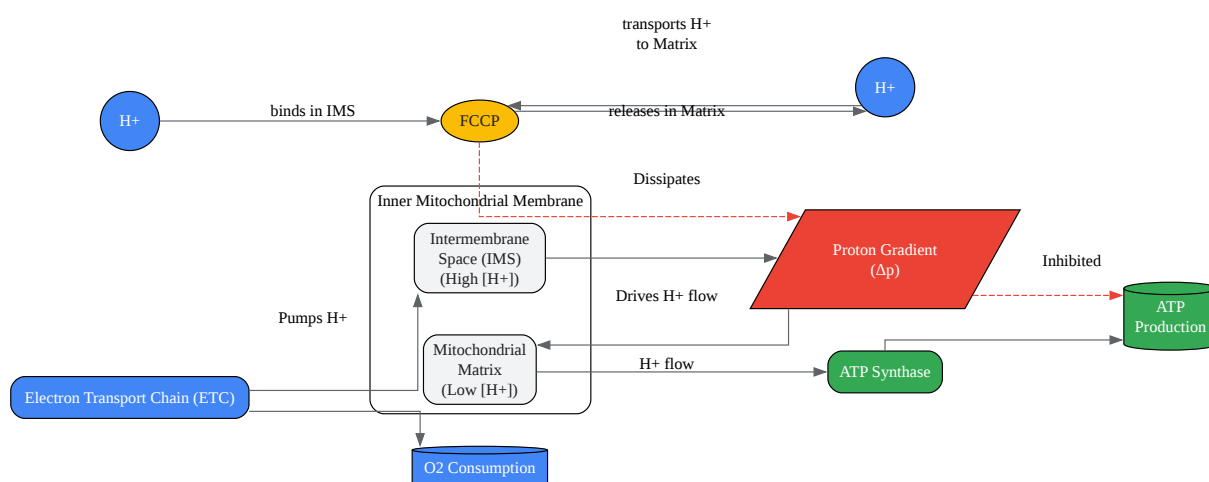 transports H+
to Matrix
H+
H+
binds in IMS
FCCP
releases in Matrix
Dissipates
Inner Mitochondrial Membrane
Intermembrane
Space (IMS)
(High [H+])
Proton Gradient
(Δp)
Inhibited
Drives H+ flow
ATP
Production
Pumps H+
Mitochondrial
Matrix
(Low [H+])
H+ flow
ATP Synthase
Electron Transport Chain (ETC)
O2 Consumption